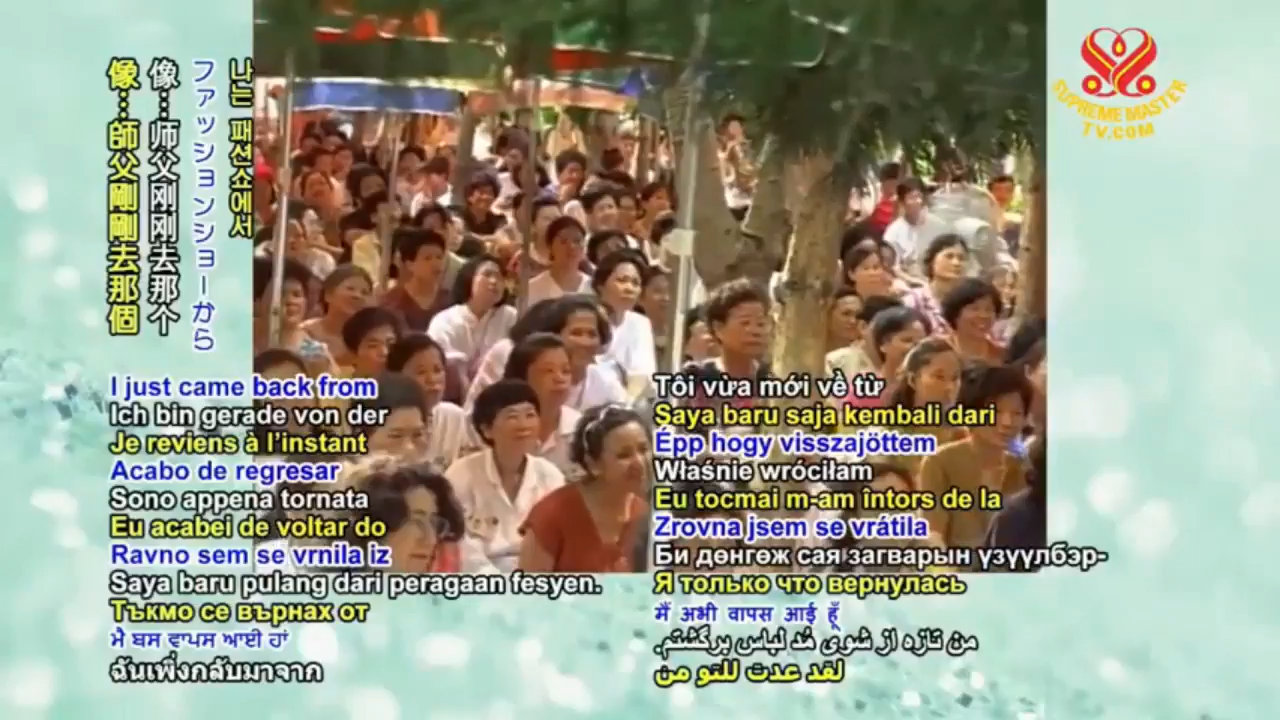 나는 패션쇼에서
ファッションショーから
像…师父刚刚去那个
像…師父剛剛去那個
SUPREME MASTER
TV.COM
I just came back from
Ich bin gerade von der
Je reviens à l’instant
Acabo de regresar
Sono appena tornata
Eu acabei de voltar do
Ravno sem se vrnila iz
Saya baru pulang dari peragaan fesyen.
Тъкмо се върнах от
ਮੈ ਬਸ ਵਾਪਸ ਆਈ ਹਾਂ
ฉันเพิ่งกลับมาจาก
Tôi vừa mới về từ
Saya baru saja kembali dari
Épp hogy visszajöttem
Właśnie wróciłam
Eu tocmai m-am întors de la
Zrovna jsem se vrátila
Би дөнгөж сая загварын үзүүлбэр-
Я только что вернулась
मैं अभी वापस आई हूँ
من تازه از شوی مُد لباس برگشتم.
لقد عدت للتو من